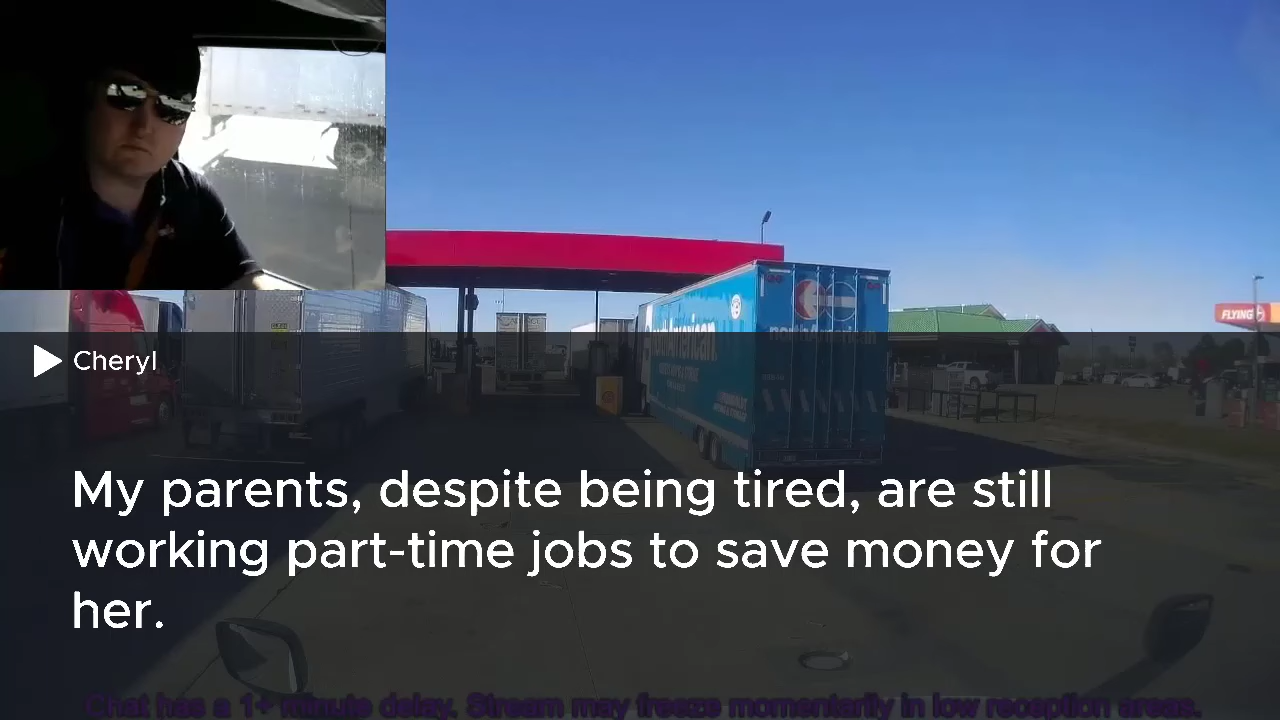 FLYING
northAmerican
Cheryl
My parents, despite being tired, are still
working part-time jobs to save money for
her.
Chat has a 1+ minute delay. Stream may freeze momentarily in low reception areas.